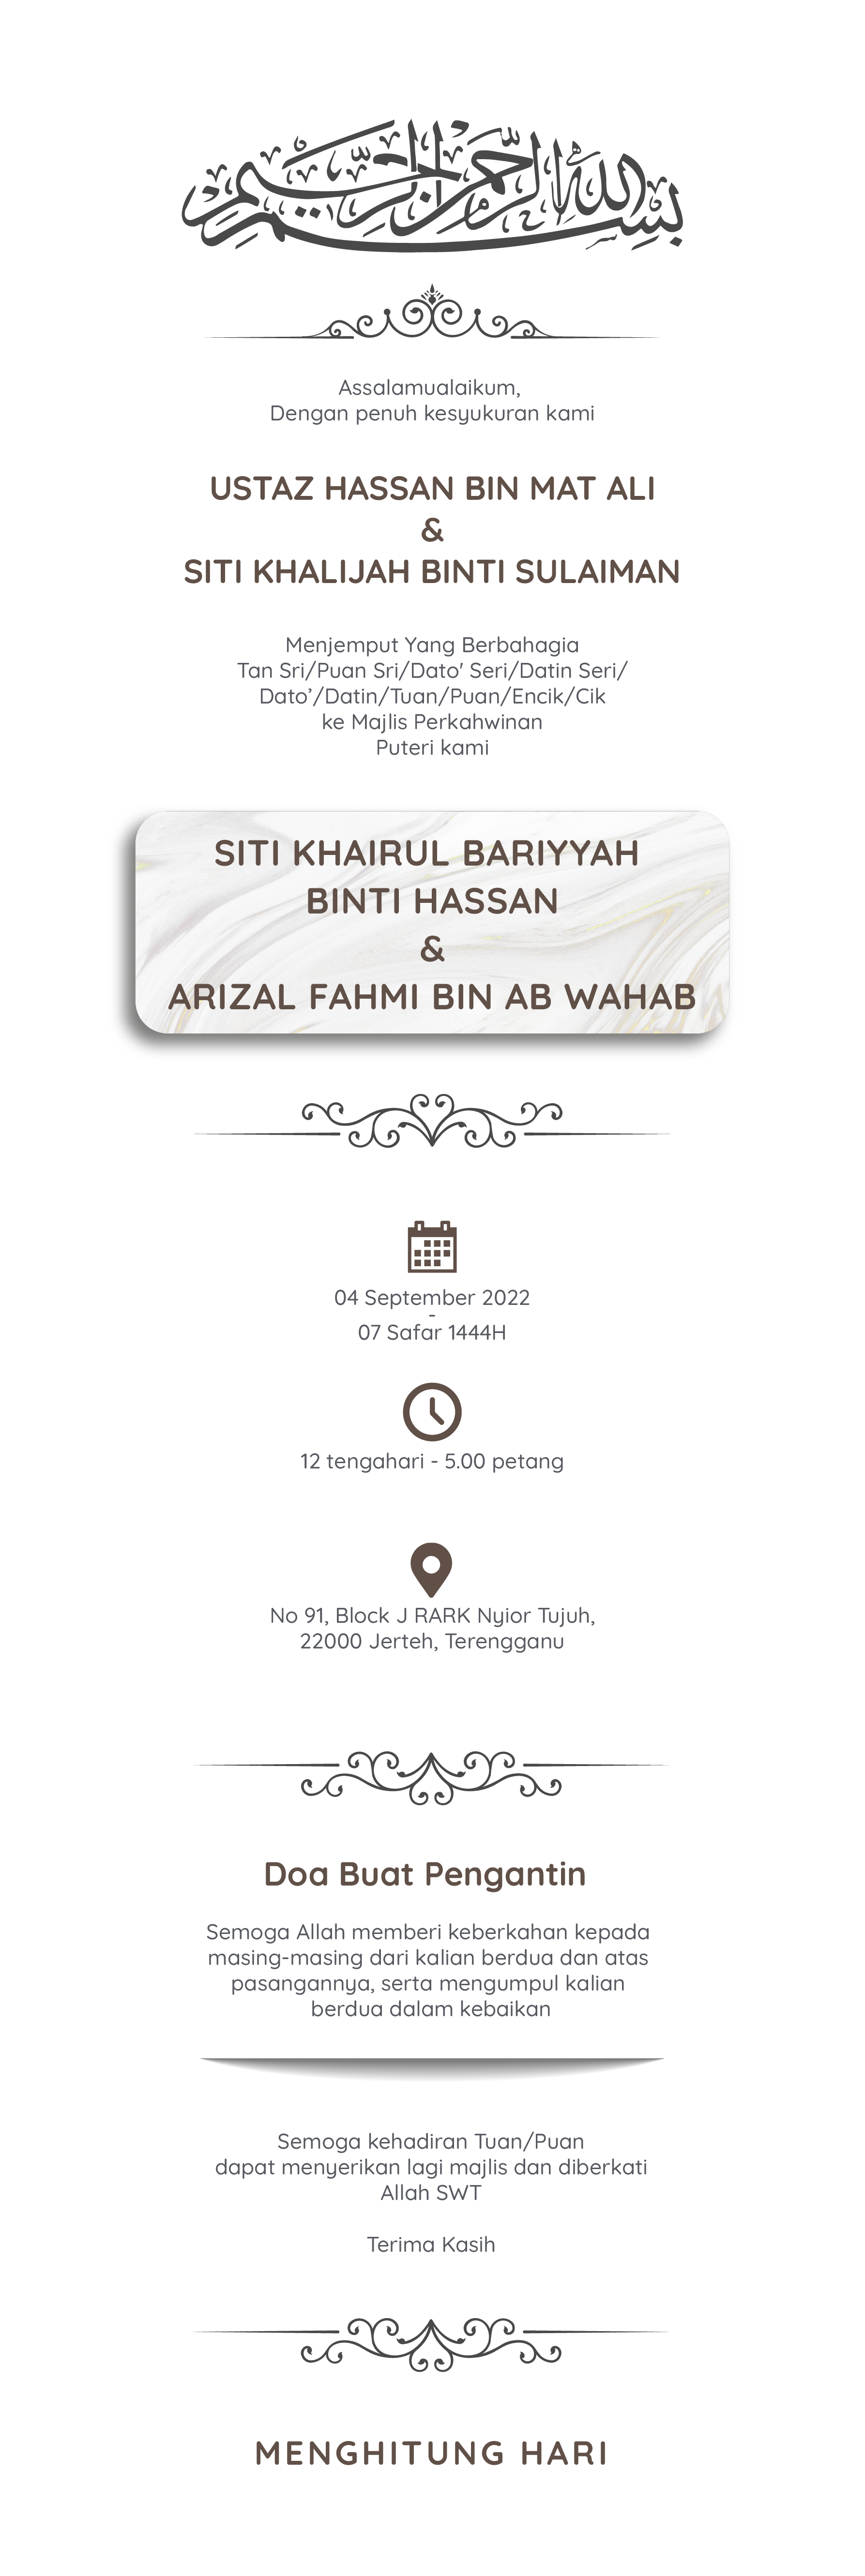 بسم الله الرحمن الرحيم
Assalamualaikum,
Dengan penuh kesyukuran kami
USTAZ HASSAN BIN MAT ALI
&
SITI KHALIJAH BINTI SULAIMAN
Menjemput Yang Berbahagia
Tan Sri/Puan Sri/Dato' Seri/Datin Seri/
Dato’/Datin/Tuan/Puan/Encik/Cik
ke Majlis Perkahwinan
Puteri kami
SITI KHAIRUL BARIYYAH
BINTI HASSAN
&
ARIZAL FAHMI BIN AB WAHAB
04 September 2022
-
07 Safar 1444H
12 tengahari - 5.00 petang
No 91, Block J RARK Nyior Tujuh,
22000 Jerteh, Terengganu
Doa Buat Pengantin
Semoga Allah memberi keberkahan kepada
masing-masing dari kalian berdua dan atas
pasangannya, serta mengumpul kalian
berdua dalam kebaikan
Semoga kehadiran Tuan/Puan
dapat menyerikan lagi majlis dan diberkati
Allah SWT
Terima Kasih
MENGHITUNG HARI